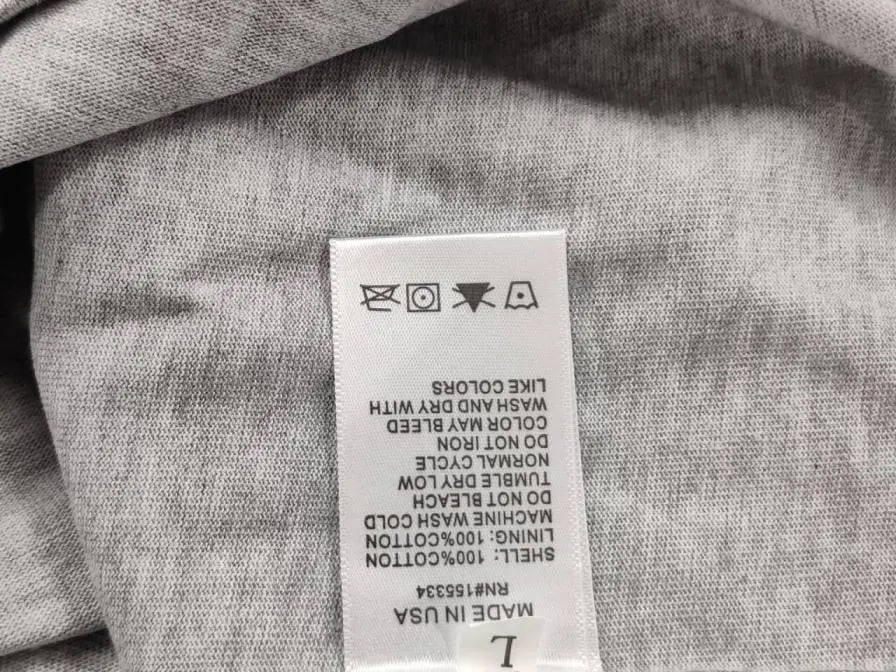 L
MADE IN USA
RN#155334
SHELL: 100%COTTON
LINING: 100%COTTON
MACHINE WASH COLD
DO NOT BLEACH
TUMBLE DRY LOW
NORMAL CYCLE
DO NOT IRON
COLOR MAY BLEED
WASH AND DRY WITH
LIKE COLORS